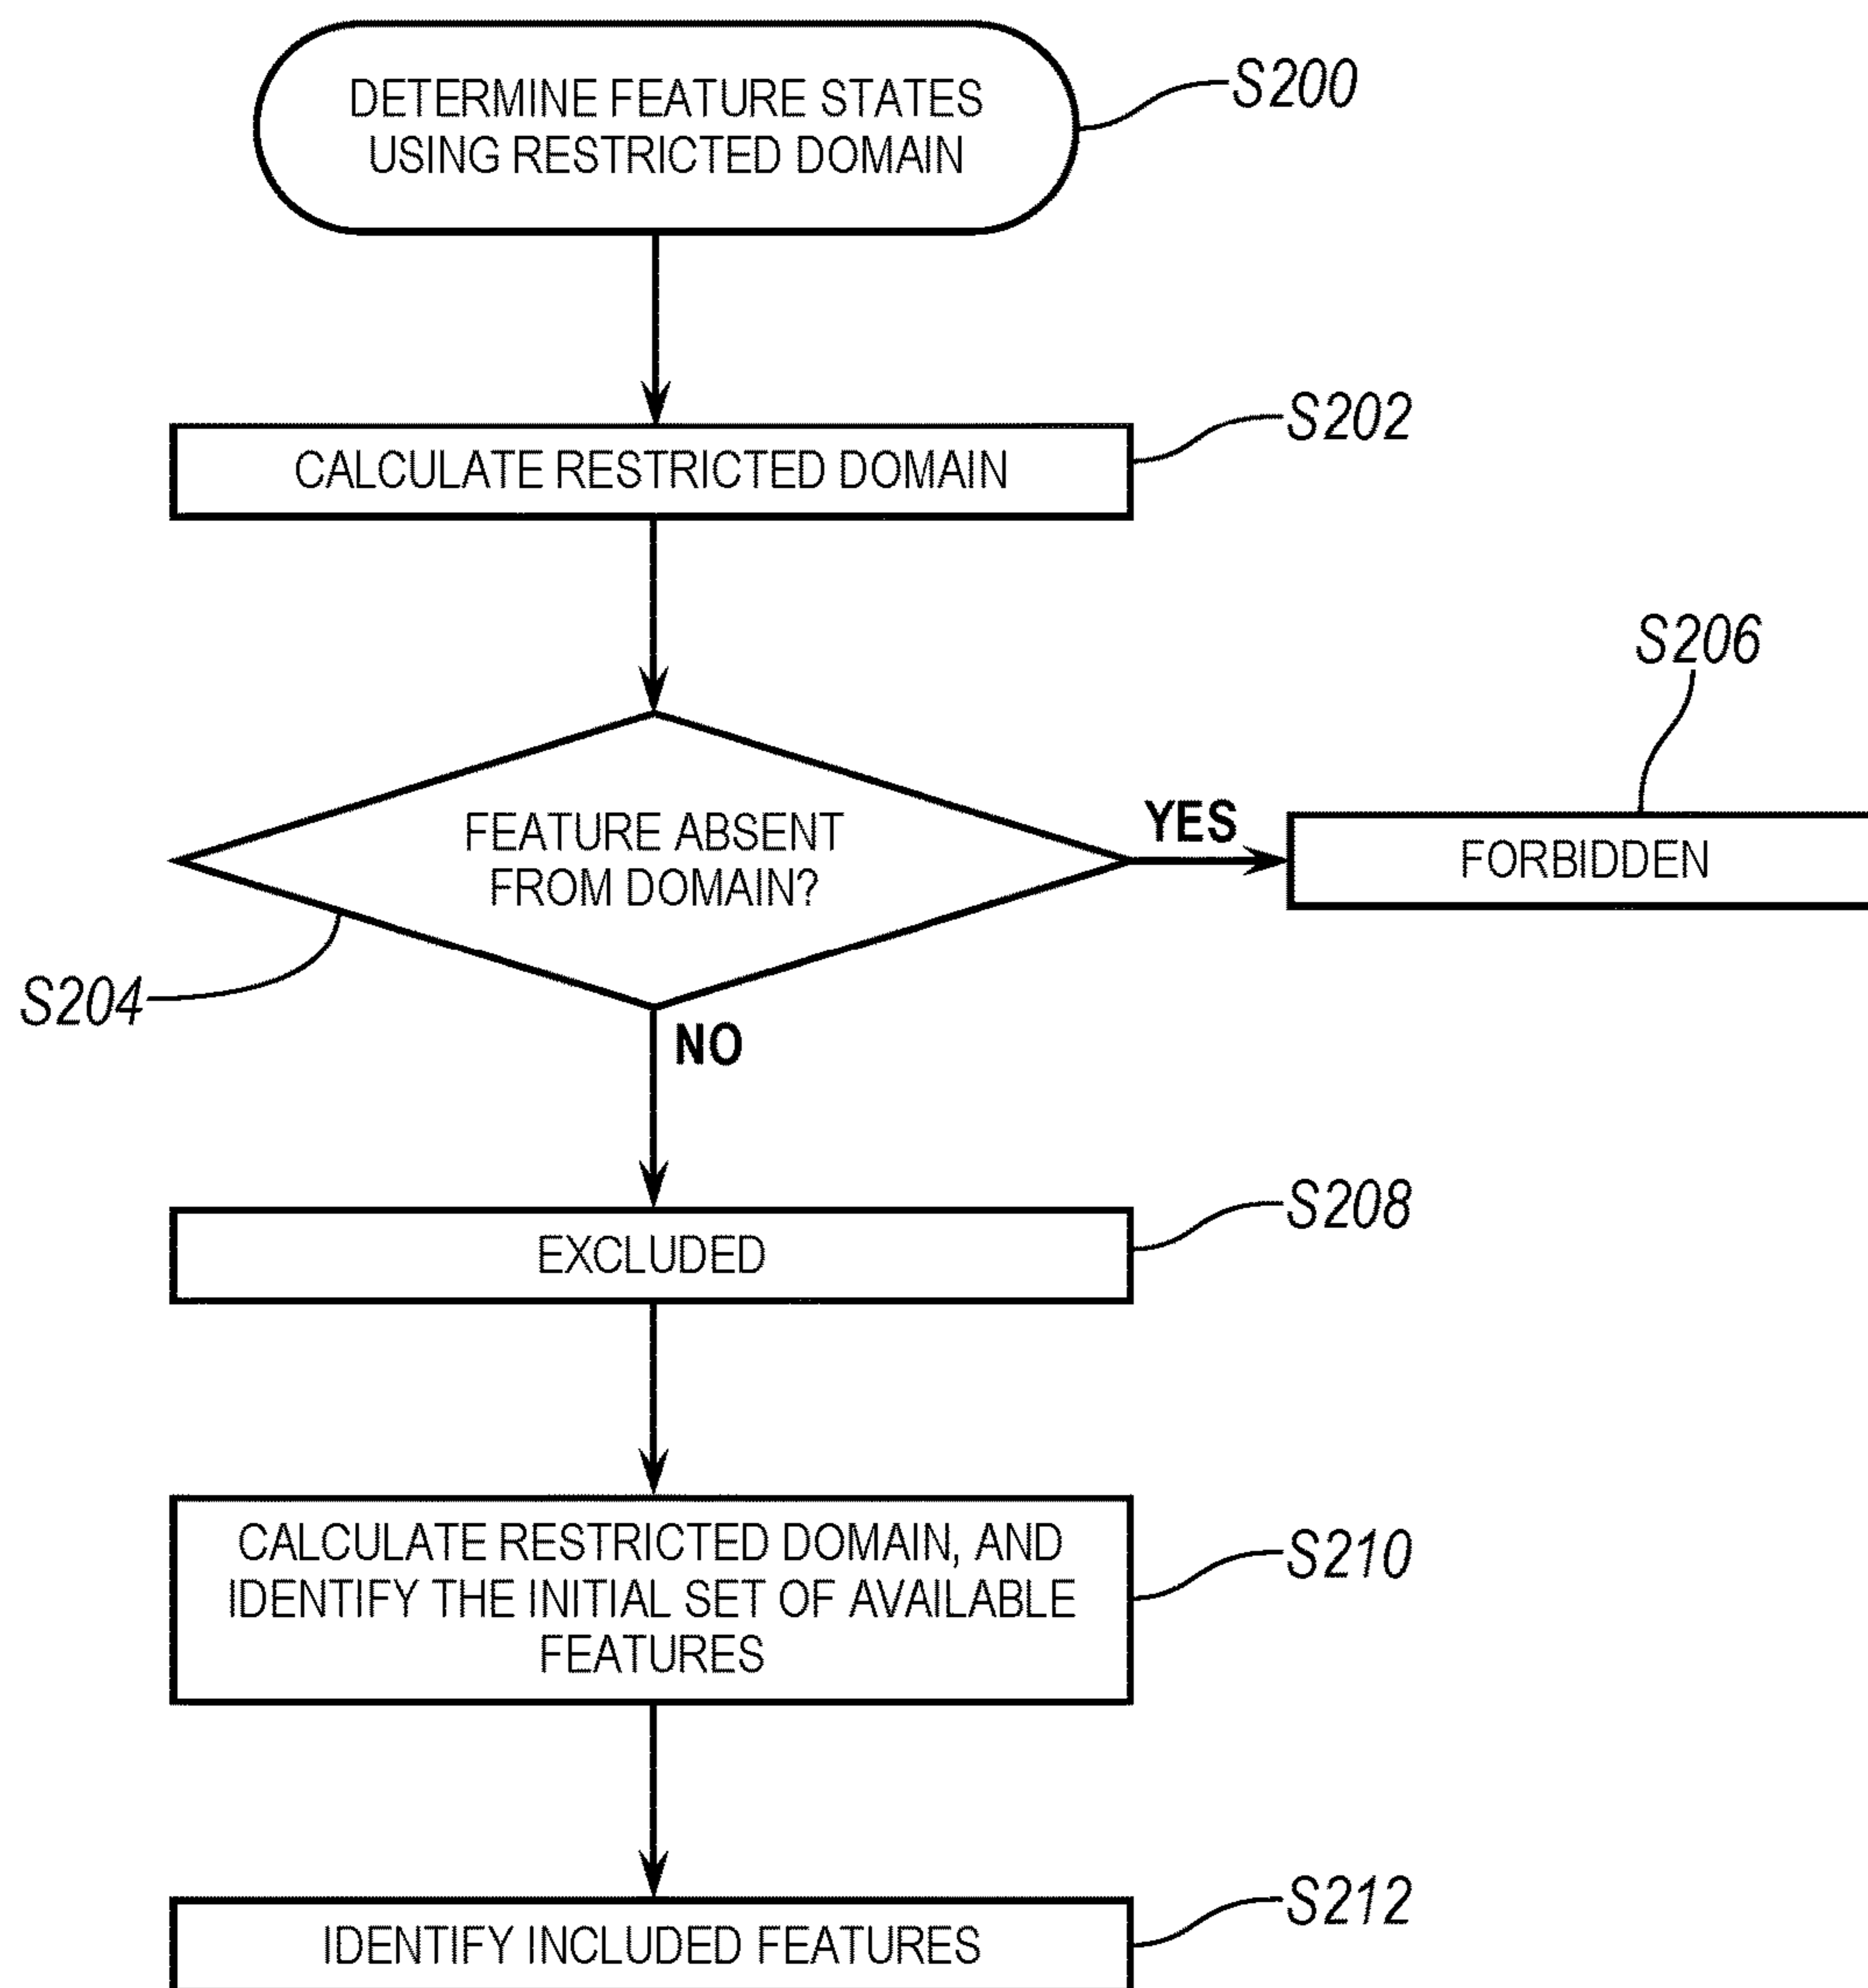 DETERMINE FEATURE STATES
USING RESTRICTED DOMAIN
S200
CALCULATE RESTRICTED DOMAIN
S202
FEATURE ABSENT
FROM DOMAIN?
S204
YES
FORBIDDEN
S206
NO
EXCLUDED
S208
CALCULATE RESTRICTED DOMAIN, AND
IDENTIFY THE INITIAL SET OF AVAILABLE
FEATURES
S210
IDENTIFY INCLUDED FEATURES
S212